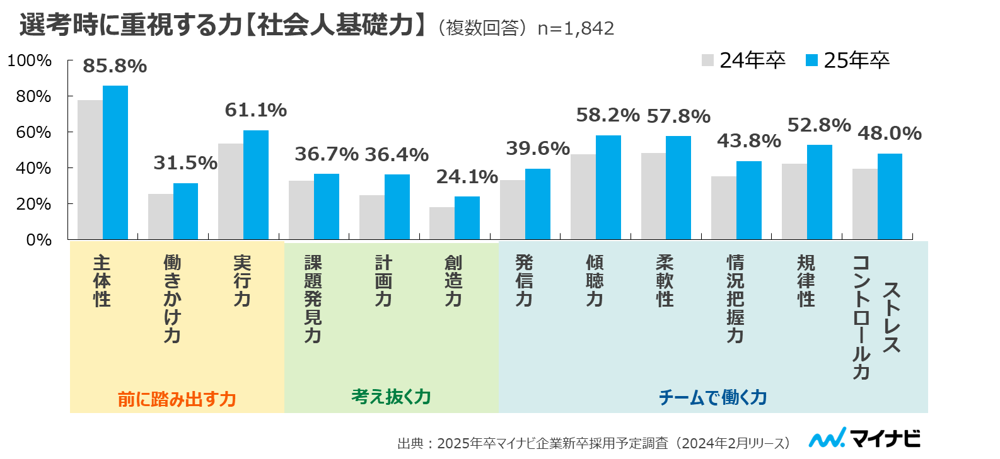 選考時に重視する力【社会人基礎力】（複数回答）n=1,842
24年卒 25年卒
100%
80%
60%
40%
20%
0%
85.8%
31.5%
61.1%
36.7%
36.4%
24.1%
39.6%
58.2%
57.8%
43.8%
52.8%
48.0%
主体性
働きかけ力
実行力
課題発見力
計画力
創造力
発信力
傾聴力
柔軟性
情況把握力
規律性
ストレス
コントロール力
前に踏み出す力
考え抜く力
チームで働く力
出典：2025年卒マイナビ企業新卒採用予定調査（2024年2月リリース）
マイナビ